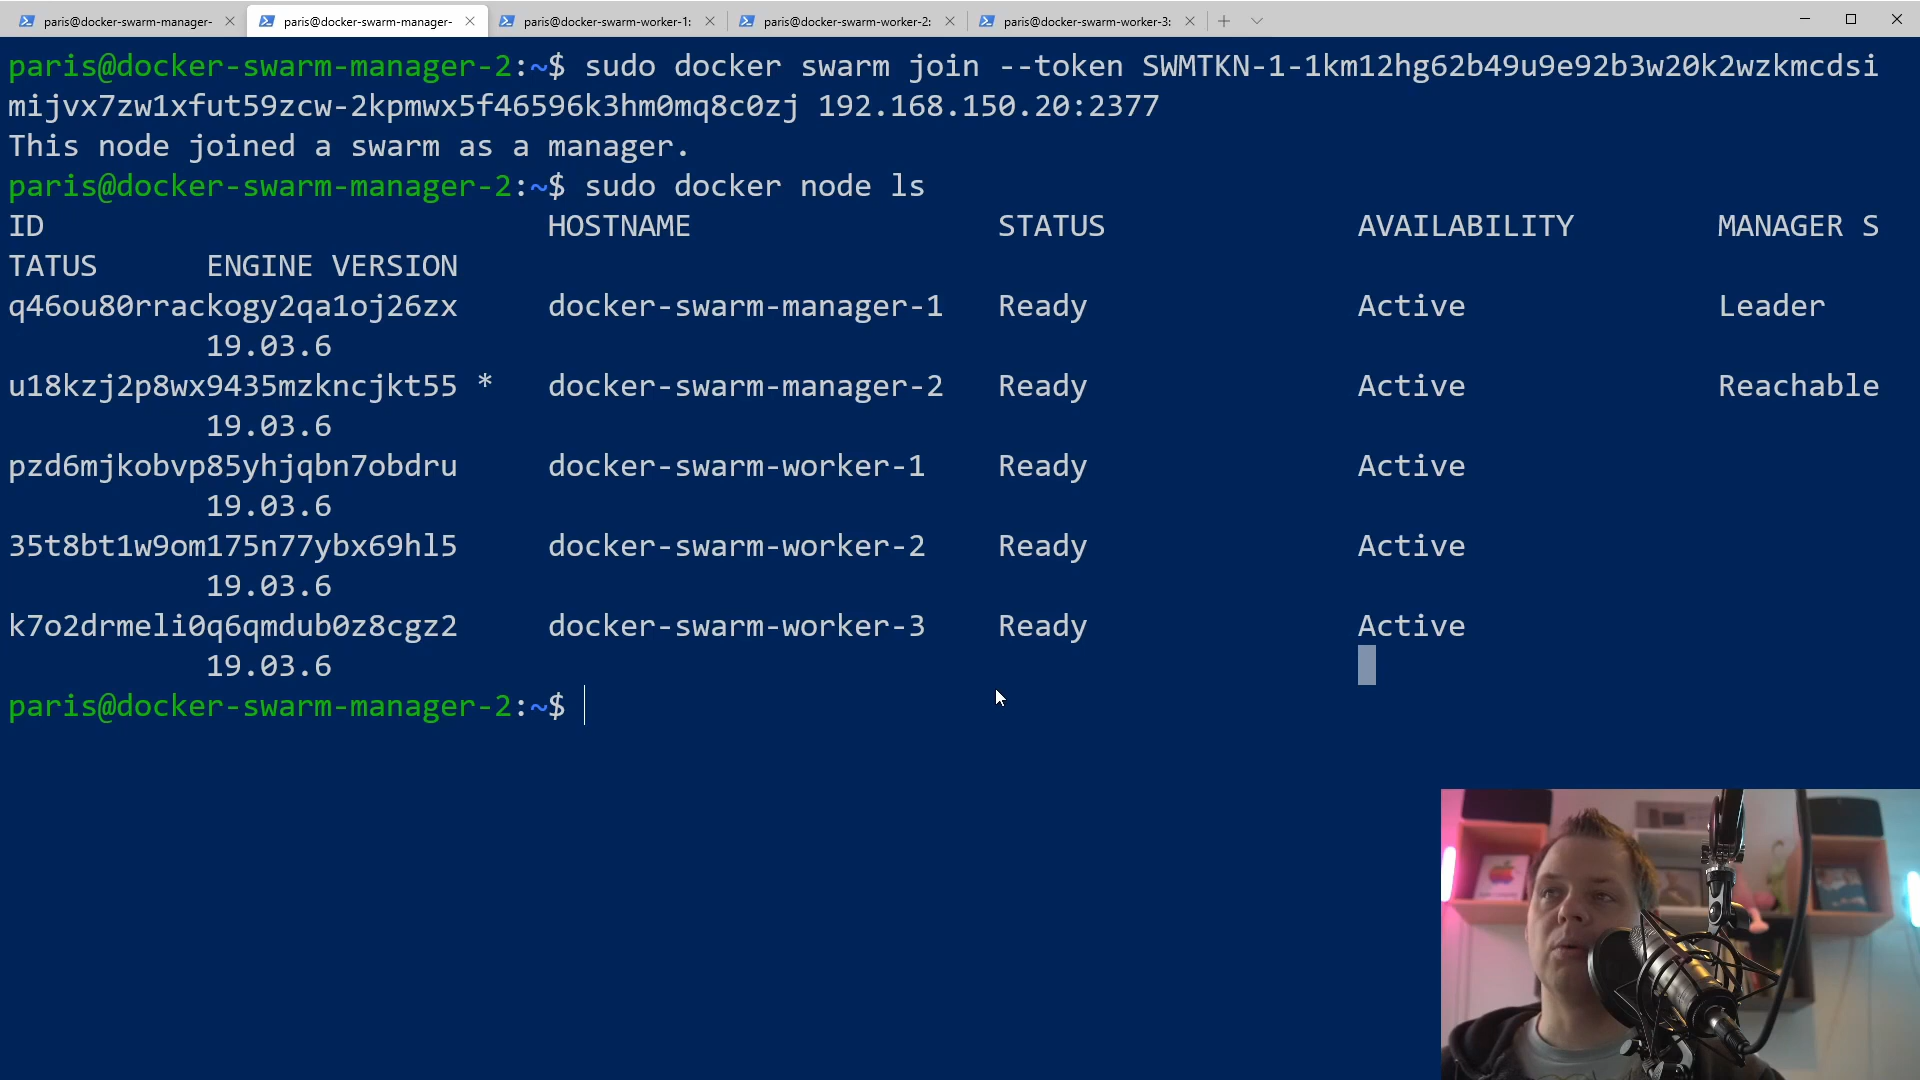 paris@docker-swarm-manager-
paris@docker-swarm-manager-
paris@docker-swarm-worker-1:
paris@docker-swarm-worker-2:
paris@docker-swarm-worker-3:
paris@docker-swarm-manager-2:~$ sudo docker swarm join --token SWMTKN-1-1km12hg62b49u9e92b3w20k2wzkmcdsi
mijvx7zw1xfut59zcw-2kpmwx5f46596k3hm0mq8c0zj 192.168.150.20:2377
This node joined a swarm as a manager.
paris@docker-swarm-manager-2:~$ sudo docker node ls
ID HOSTNAME STATUS AVAILABILITY MANAGER S
TATUS ENGINE VERSION
q46ou80rrackogy2qa1oj26zx docker-swarm-manager-1 Ready Active Leader
19.03.6
u18kzj2p8wx9435mzkncjkt55 * docker-swarm-manager-2 Ready Active Reachable
19.03.6
pzd6mjkobvp85yhjqbn7obdru docker-swarm-worker-1 Ready Active
19.03.6
35t8bt1w9om175n77ybx69hl5 docker-swarm-worker-2 Ready Active
19.03.6
k7o2drmeli0q6qmdub0z8cgz2 docker-swarm-worker-3 Ready Active
19.03.6
paris@docker-swarm-manager-2:~$